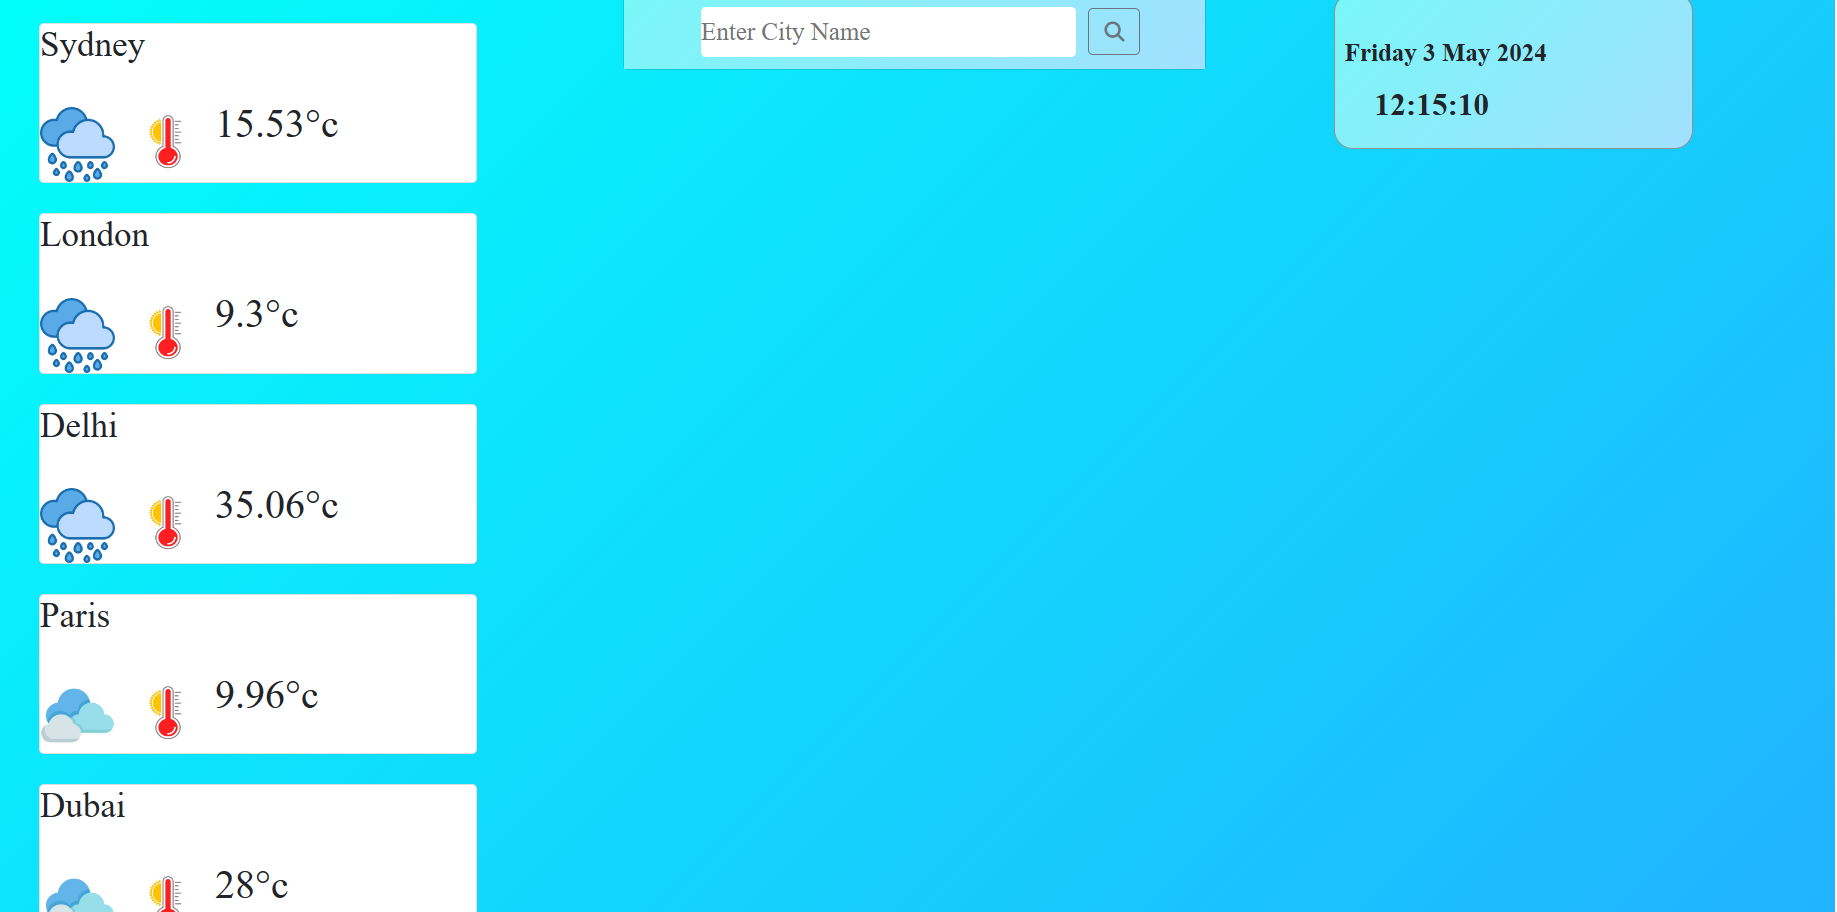 Sydney
15.53°c
London
9.3°c
Delhi
35.06°c
Paris
9.96°c
Dubai
28°c
Enter City Name
Friday 3 May 2024
12:15:10